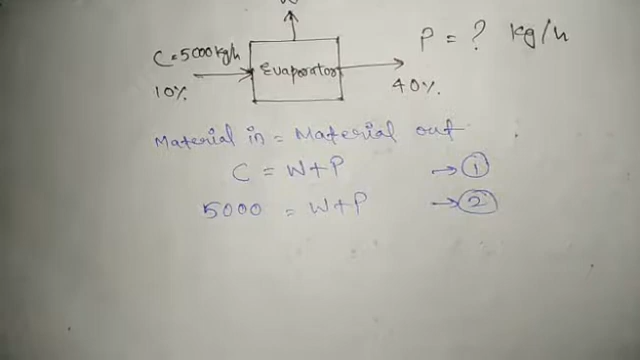 C = 5000 kg/h
10%
Evaporator
40%.
P = ? kg/h
Material in = Material out
C = W+P → ①
5000 = W+P → ②